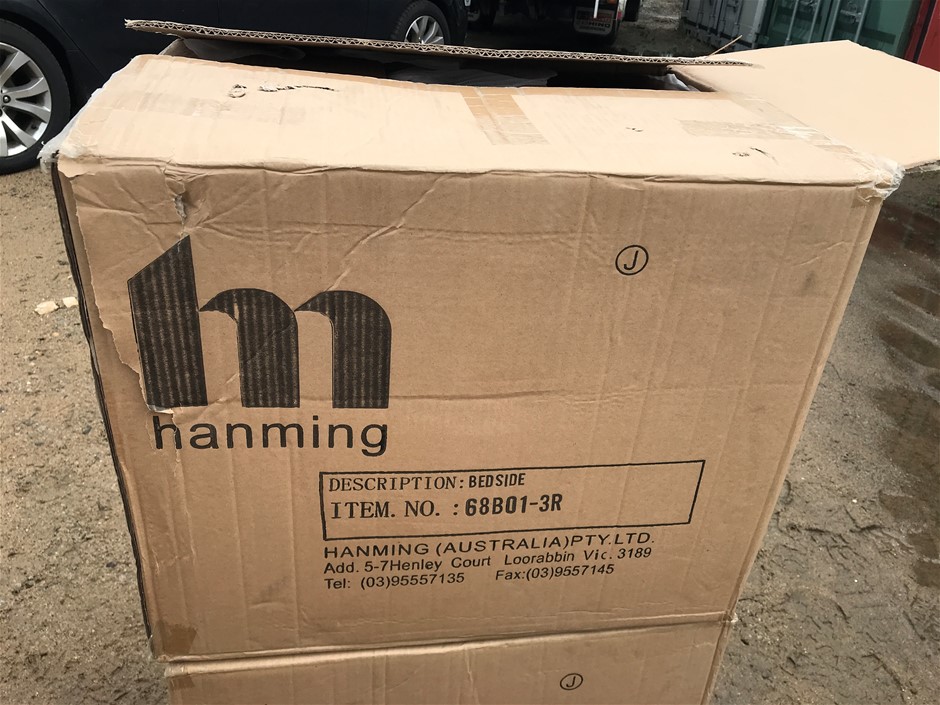 J
hm
hanming
DESCRIPTION: BEDSIDE
ITEM. NO. : 68B01-3R
HANMING (AUSTRALIA)PTY.LTD.
Add. 5-7Henley Court Loorabbin Vic. 3189
Tel: (03)95557135 Fax:(03)9557145
J